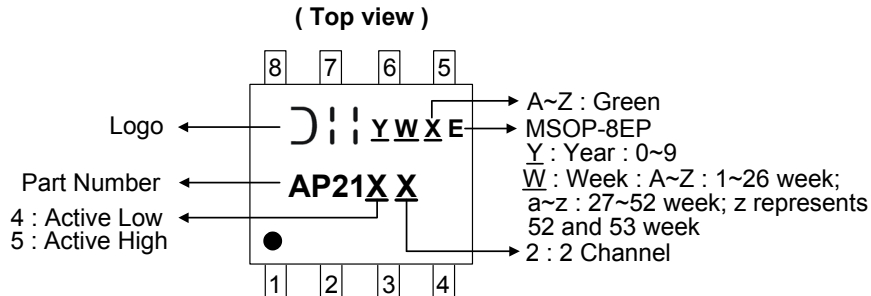 ( Top view )
8 7 6 5
Logo
Y W X E
A~Z : Green
MSOP-8EP
Y : Year : 0~9
W : Week : A~Z : 1~26 week;
a~z : 27~52 week; z represents
52 and 53 week
Part Number
AP21X X
4 : Active Low
5 : Active High
2 : 2 Channel
1 2 3 4